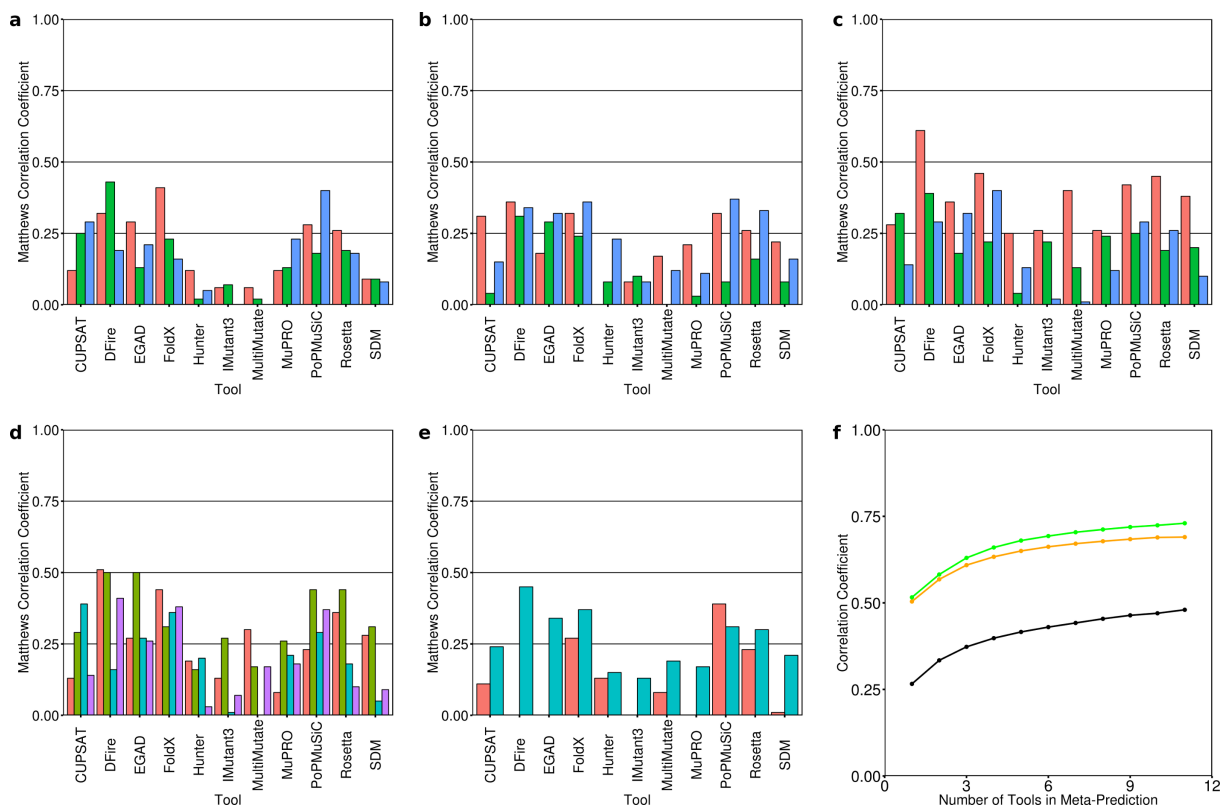 a
Matthews Correlation Coefficient
1.00
0.75
0.50
0.25
0.00
CUPSAT
DFire
EGAD
FoldX
Hunter
IMutant3
MultiMutate
MuPRO
PoPMuSiC
Rosetta
SDM
Tool
b
Matthews Correlation Coefficient
1.00
0.75
0.50
0.25
0.00
CUPSAT
DFire
EGAD
FoldX
Hunter
IMutant3
MultiMutate
MuPRO
PoPMuSiC
Rosetta
SDM
Tool
c
Matthews Correlation Coefficient
1.00
0.75
0.50
0.25
0.00
CUPSAT
DFire
EGAD
FoldX
Hunter
IMutant3
MultiMutate
MuPRO
PoPMuSiC
Rosetta
SDM
Tool
d
Matthews Correlation Coefficient
1.00
0.75
0.50
0.25
0.00
CUPSAT
DFire
EGAD
FoldX
Hunter
IMutant3
MultiMutate
MuPRO
PoPMuSiC
Rosetta
SDM
Tool
e
Matthews Correlation Coefficient
1.00
0.75
0.50
0.25
0.00
CUPSAT
DFire
EGAD
FoldX
Hunter
IMutant3
MultiMutate
MuPRO
PoPMuSiC
Rosetta
SDM
Tool
f
Correlation Coefficient
1.00
0.75
0.50
0.25
0.00
0 3 6 9 12
Number of Tools in Meta-Prediction